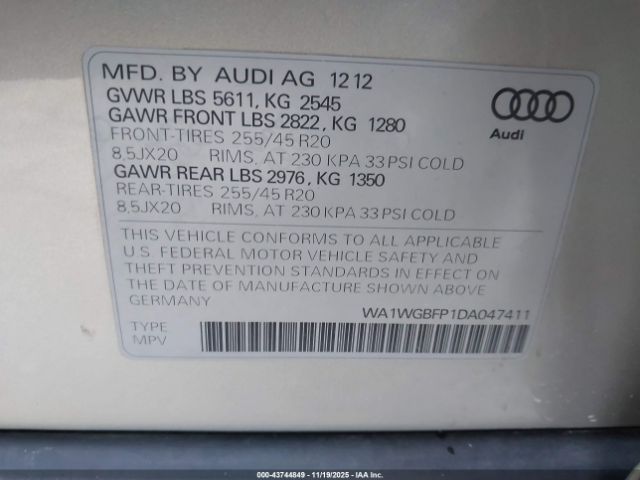 MFD. BY AUDI AG 12 12
GVWR LBS 5611, KG 2545
GAWR FRONT LBS 2822, KG 1280
FRONT-TIRES 255/45 R20
8,5JX20 RIMS, AT 230 KPA 33 PSI COLD
GAWR REAR LBS 2976, KG 1350
REAR-TIRES 255/45 R20
8,5JX20 RIMS, AT 230 KPA 33 PSI COLD
Audi
THIS VEHICLE CONFORMS TO ALL APPLICABLE
U.S. FEDERAL MOTOR VEHICLE SAFETY AND
THEFT PREVENTION STANDARDS IN EFFECT ON
THE DATE OF MANUFACTURE SHOWN ABOVE
GERMANY
WA1WGBFP1DA047411
TYPE
MPV
Copart: 43744849 - 11/19/2025 - IAA Inc.